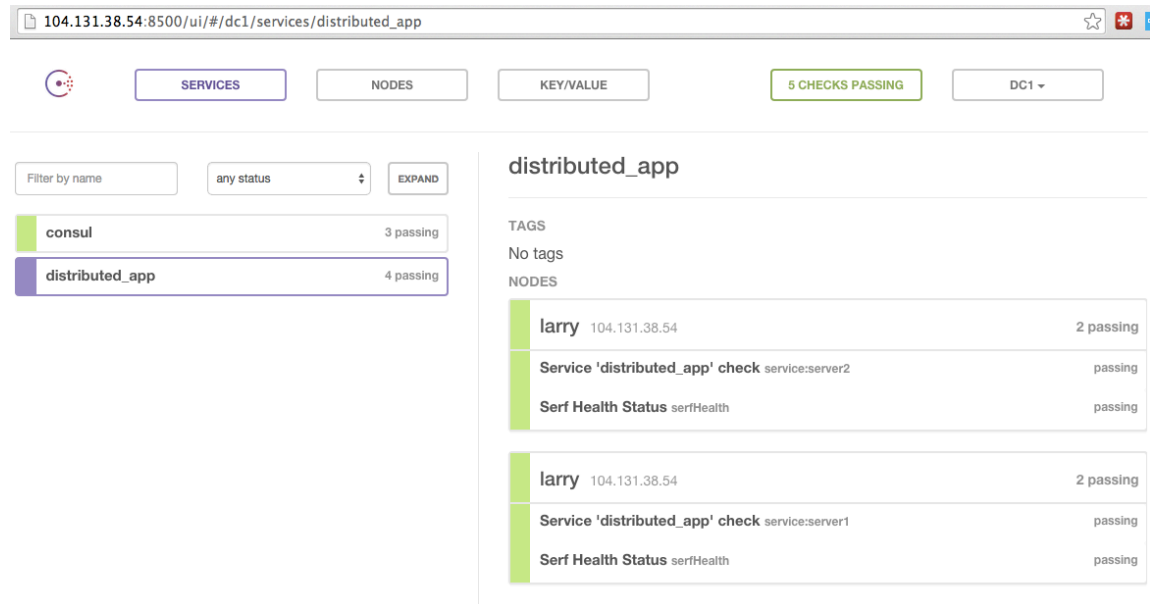 104.131.38.54:8500/ui/#/dc1/services/distributed_app
SERVICES NODES KEY/VALUE 5 CHECKS PASSING DC1
Filter by name any status EXPAND
consul 3 passing
distributed_app 4 passing
distributed_app
TAGS
No tags
NODES
larry 104.131.38.54 2 passing
Service 'distributed_app' check service:server2 passing
Serf Health Status serfHealth passing
larry 104.131.38.54 2 passing
Service 'distributed_app' check service:server1 passing
Serf Health Status serfHealth passing